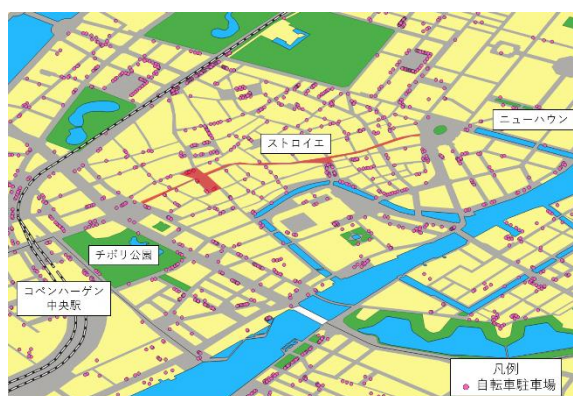 ニューハウン
ストロイエ
チボリ公園
コペンハーゲン
中央駅
凡例
自転車駐車場